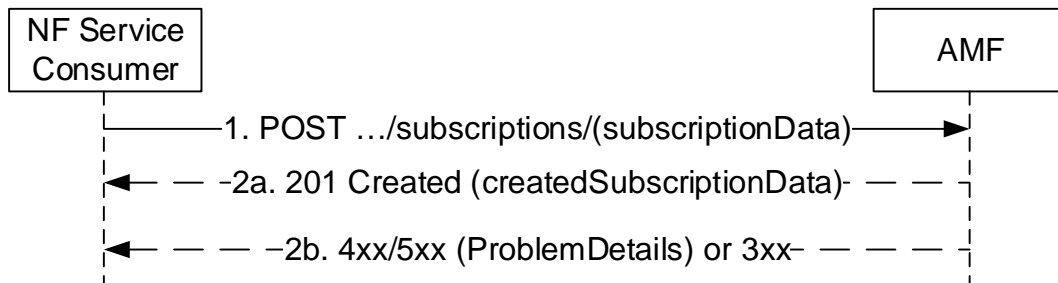 NF Service
Consumer
AMF
1. POST …/subscriptions/(subscriptionData)
2a. 201 Created (createdSubscriptionData)
2b. 4xx/5xx (ProblemDetails) or 3xx